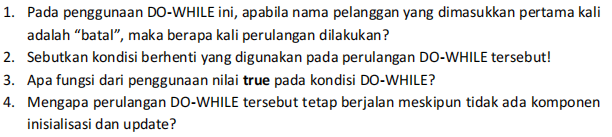 1. Pada penggunaan DO-WHILE ini, apabila nama pelanggan yang dimasukkan pertama kali
adalah “batal”, maka berapa kali perulangan dilakukan?
2. Sebutkan kondisi berhenti yang digunakan pada perulangan DO-WHILE tersebut!
3. Apa fungsi dari penggunaan nilai true pada kondisi DO-WHILE?
4. Mengapa perulangan DO-WHILE tersebut tetap berjalan meskipun tidak ada komponen
inisialisasi dan update?